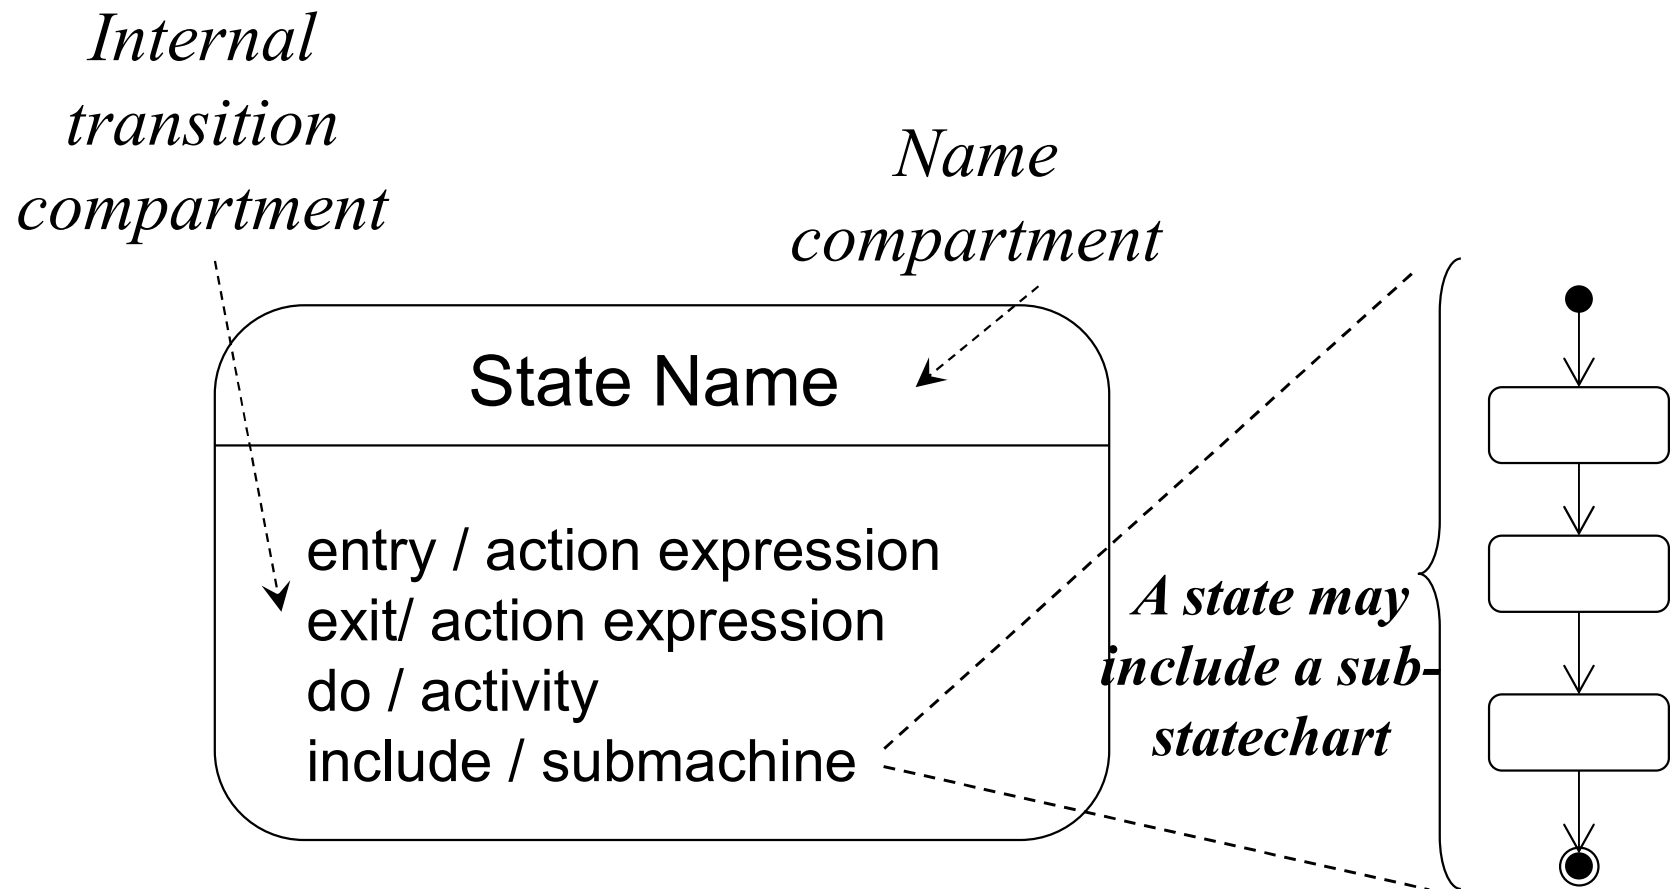 Internal
transition
compartment
Name
compartment
State Name
entry / action expression
exit/ action expression
do / activity
include / submachine
A state may
include a sub-
statechart